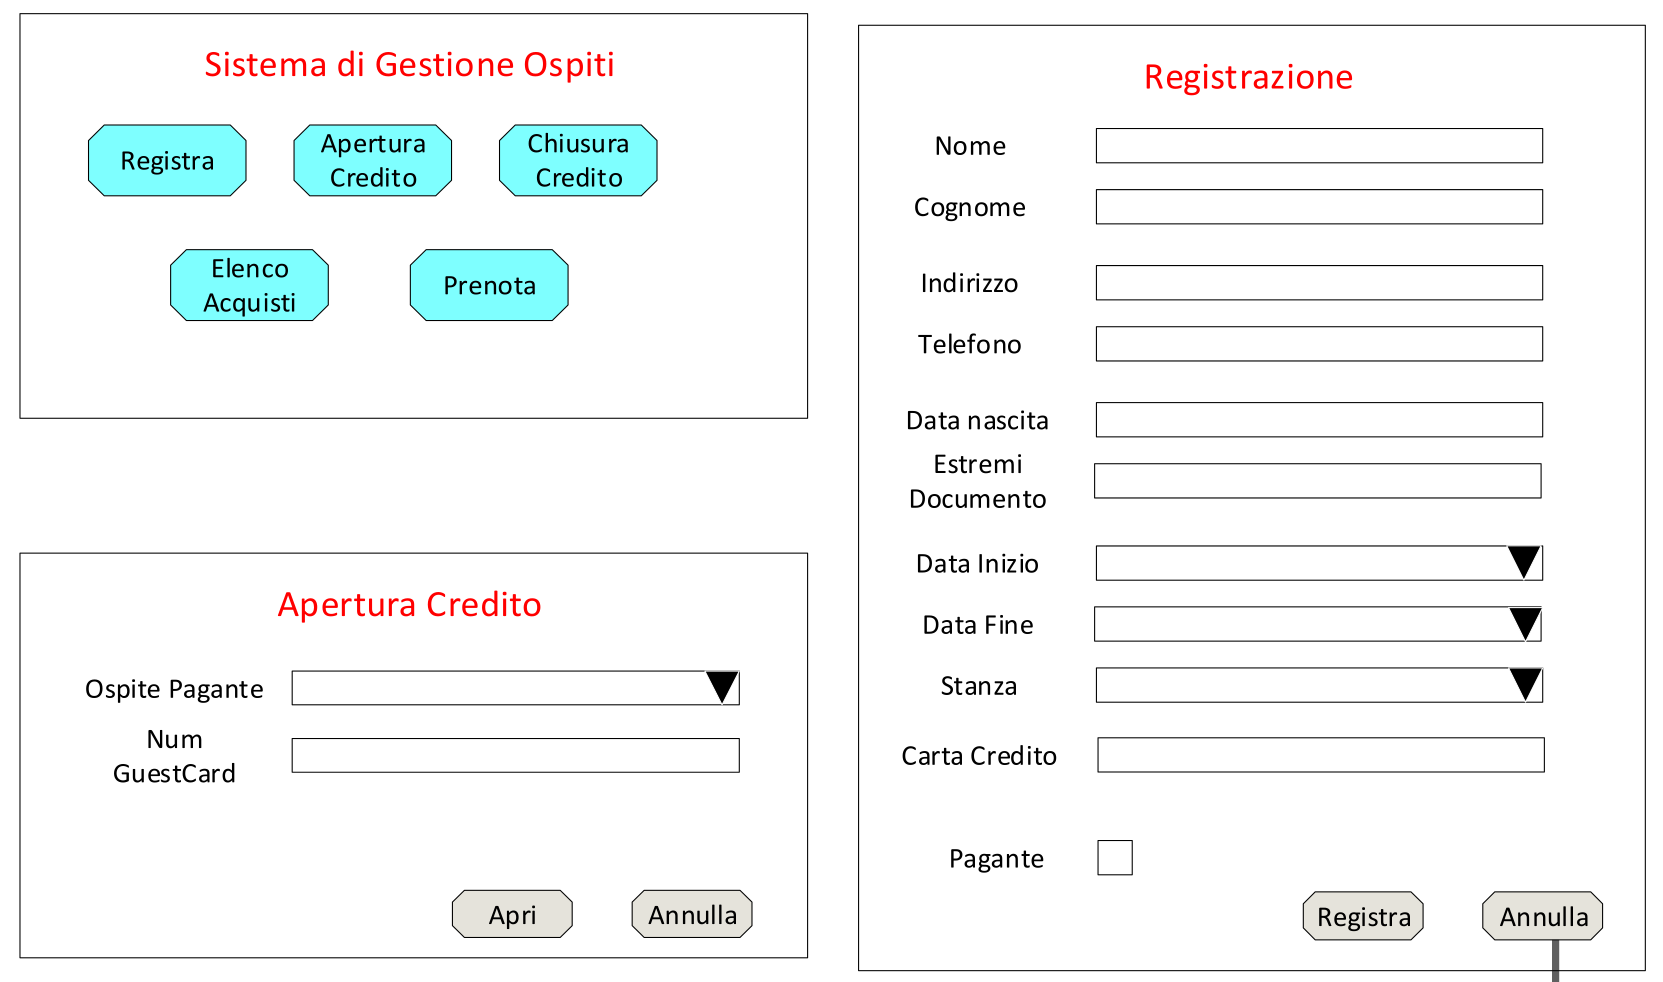 Sistema di Gestione Ospiti
Registra
Apertura
Credito
Chiusura
Credito
Elenco
Acquisti
Prenota
Apertura Credito
Ospite Pagante
Num
GuestCard
Apri
Annulla
Registrazione
Nome
Cognome
Indirizzo
Telefono
Data nascita
Estremi
Documento
Data Inizio
Data Fine
Stanza
Carta Credito
Pagante
Registra
Annulla